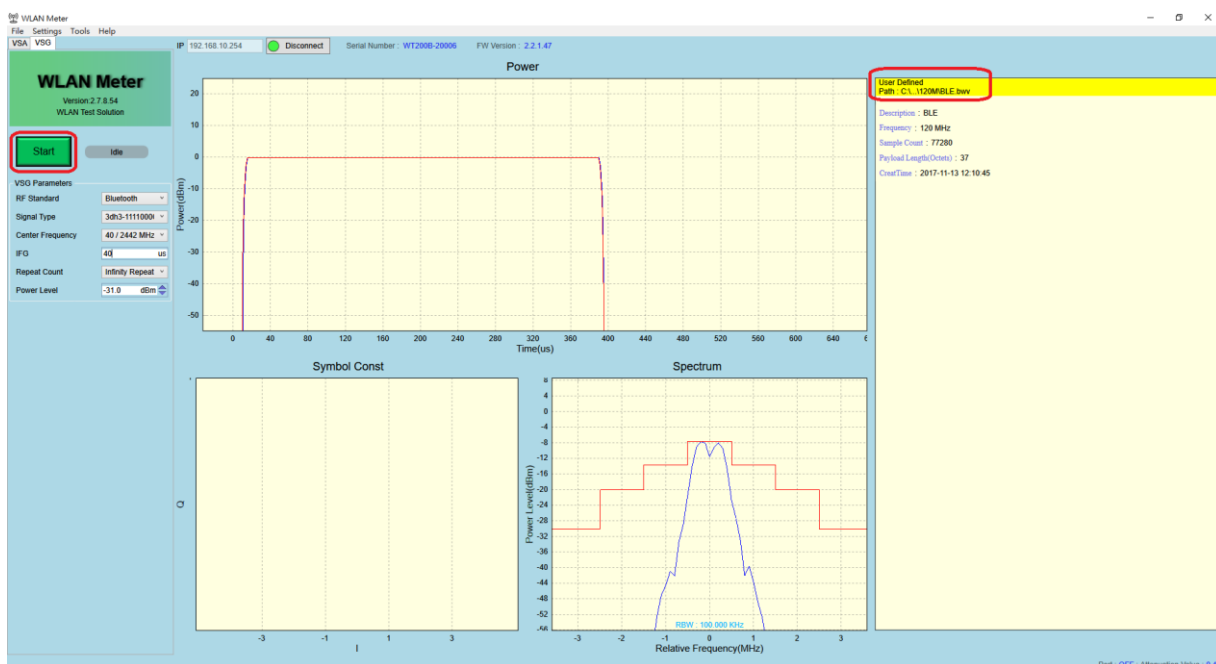 WLAN Meter
File Settings Tools Help
VSA VSG
IP 192.168.10.254 Disconnect Serial Number : WT200B-20006 FW Version : 2.2.1.47
WLAN Meter
Version:2.7.8.54
WLAN Test Solution
Start Idle
VSG Parameters
RF Standard Bluetooth
Signal Type
Center Frequency 40 / 2442 MHz
IFG 40 us
Repeat Count Infinity Repeat
Power Level -31.0 dBm
Power
Power(dBm)
20
10
0
-10
-20
-30
-40
-50
0 40 80 120 160 200 240 280 320 360 400 440 480 520 560 600 640
Time(us)
User Defined
Path : C:\...\120M\BLE.bwv
Description : BLE
Frequency : 120 MHz
Sample Count : 77280
Payload Length(Octets) : 37
CreatTime : 2017-11-13 12:10:45
Symbol Const
Q
-3 -1 1 3
I
Spectrum
Power Level(dBm)
8
4
0
-4
-8
-12
-16
-20
-24
-28
-32
-36
-40
-44
-48
-52
-56
RBW : 100.000 KHz
-3 -2 -1 0 1 2 3
Relative Frequency(MHz)